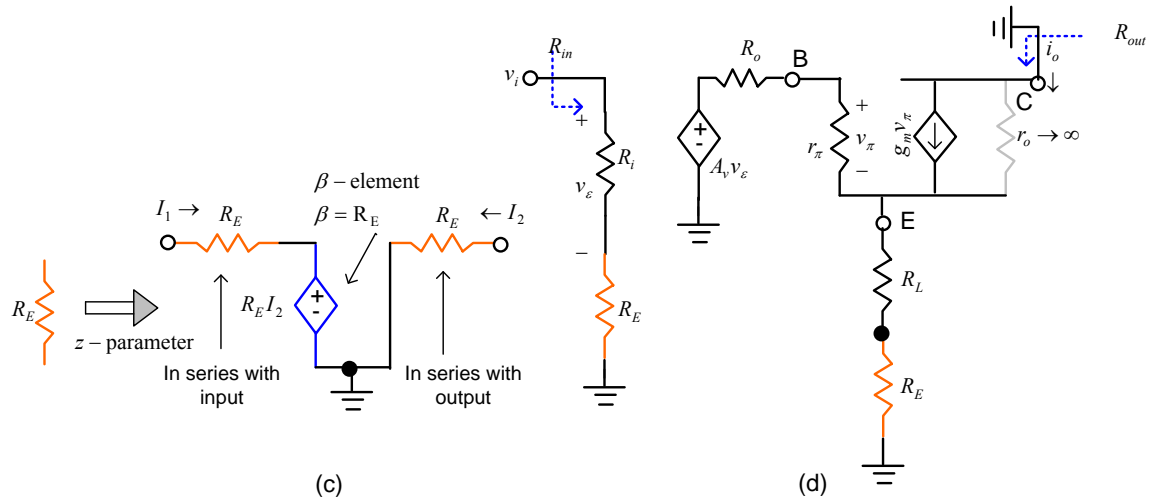 R_E
z – parameter
I_1 →
R_E
In series with
input
R_E I_2
β – element
β = R_E
R_E
← I_2
In series with
output
(c)
R_in
v_i
+
R_i
v_ε
–
R_E
R_o
B
+
-
A_v v_ε
r_π
+
v_π
–
g_m v_π
C
r_o → ∞
i_o
↓
R_out
E
R_L
R_E
(d)
+
-